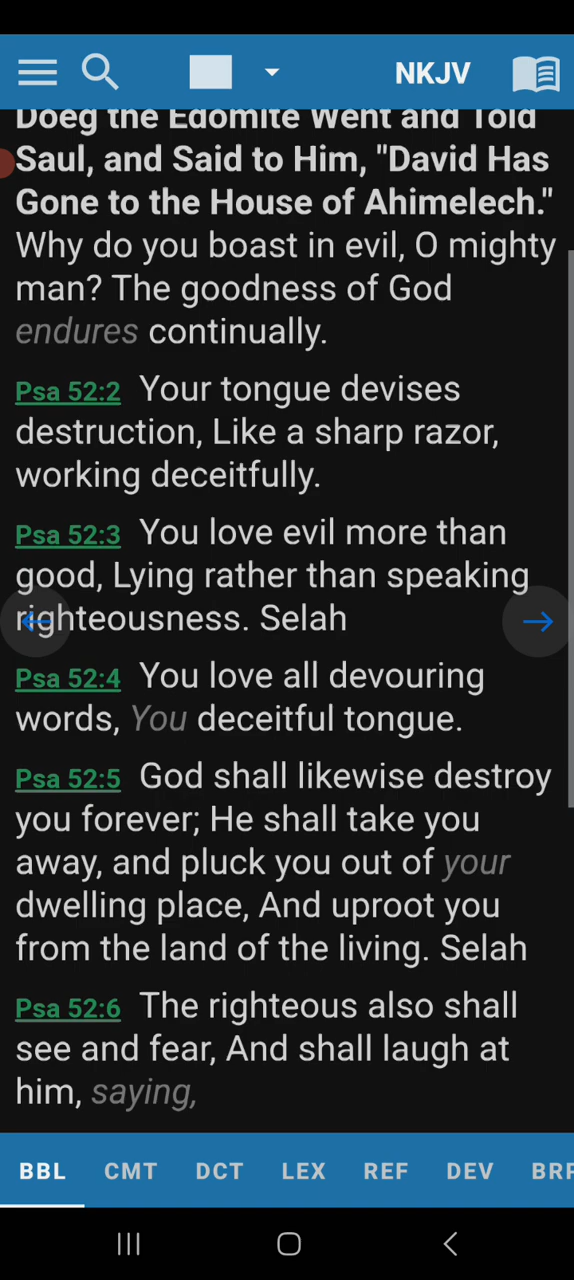 NKJV
Doeg the Edomite Went and Told
Saul, and Said to Him, "David Has
Gone to the House of Ahimelech."
Why do you boast in evil, O mighty
man? The goodness of God
endures continually.
Psa 52:2 Your tongue devises
destruction, Like a sharp razor,
working deceitfully.
Psa 52:3 You love evil more than
good, Lying rather than speaking
righteousness. Selah
Psa 52:4 You love all devouring
words, You deceitful tongue.
Psa 52:5 God shall likewise destroy
you forever; He shall take you
away, and pluck you out of your
dwelling place, And uproot you
from the land of the living. Selah
Psa 52:6 The righteous also shall
see and fear, And shall laugh at
him, saying,
BBL CMT DCT LEX REF DEV BRF